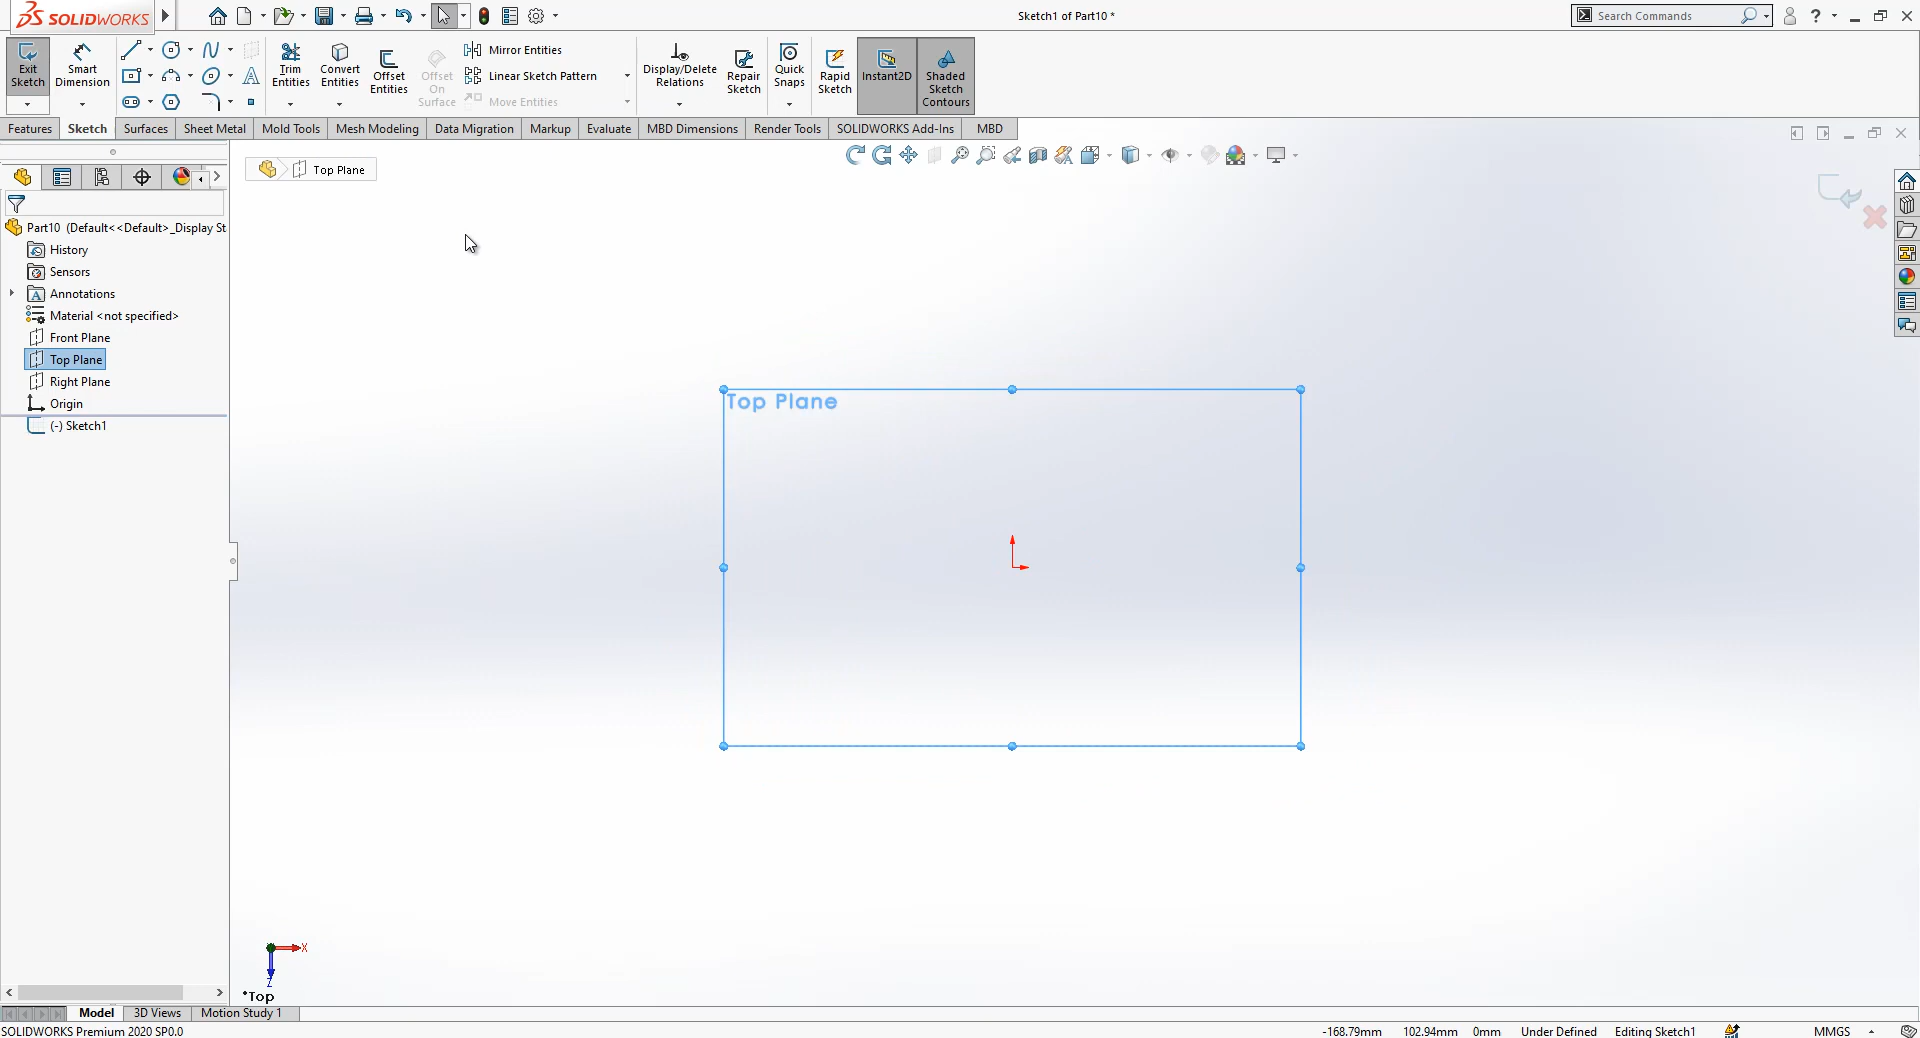 SOLIDWORKS
Sketch1 of Part10 *
Search Commands
?
Exit Sketch
Smart Dimension
Trim Entities
Convert Entities
Offset Entities
Offset On Surface
Mirror Entities
Linear Sketch Pattern
Move Entities
Display/Delete Relations
Repair Sketch
Quick Snaps
Rapid Sketch
Instant2D
Shaded Sketch Contours
Features Sketch Surfaces Sheet Metal Mold Tools Mesh Modeling Data Migration Markup Evaluate MBD Dimensions Render Tools SOLIDWORKS Add-Ins MBD
Top Plane
Part10 (Default<<Default>_Display St
History
Sensors
Annotations
Material <not specified>
Front Plane
Top Plane
Right Plane
Origin
(-) Sketch1
Top Plane
X
Z
*Top
Model 3D Views Motion Study 1
SOLIDWORKS Premium 2020 SP0.0
-168.79mm 102.94mm 0mm Under Defined Editing Sketch1 MMGS